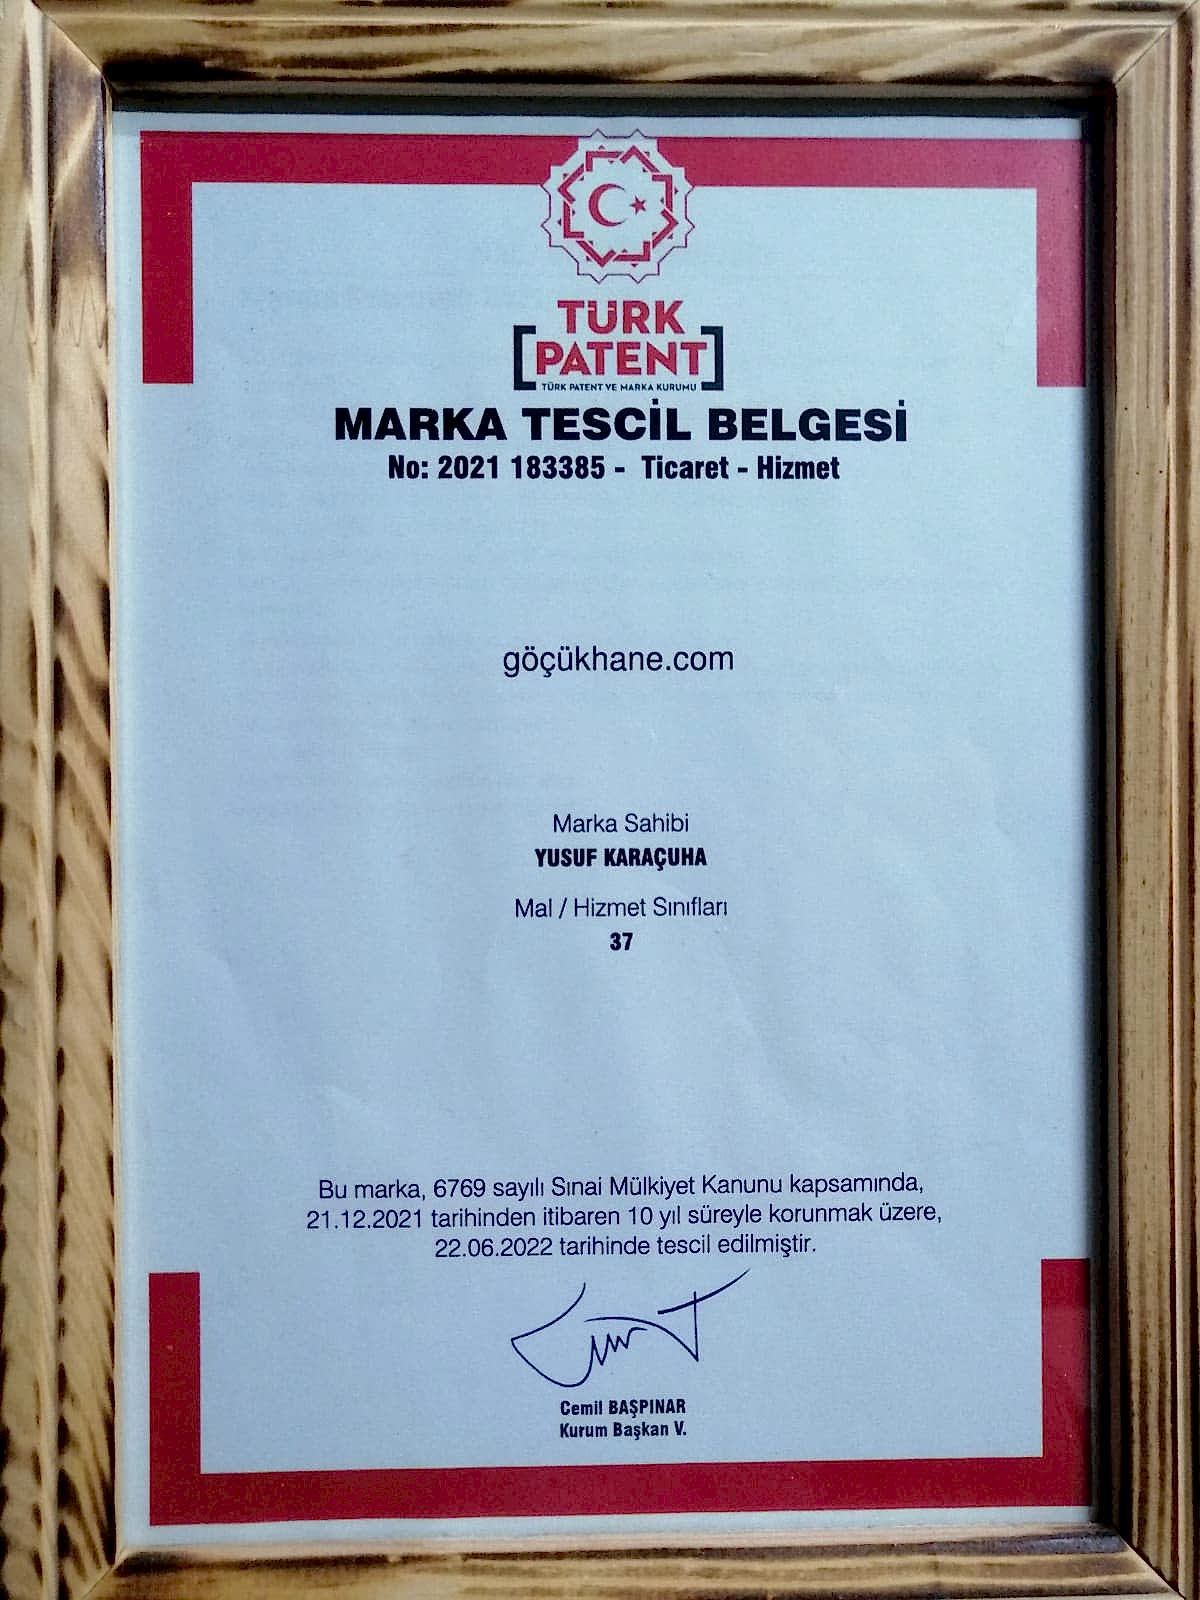 TÜRK
PATENT
TÜRK PATENT VE MARKA KURUMU
MARKA TESCİL BELGESİ
No: 2021 183385 - Ticaret - Hizmet
göçükhane.com
Marka Sahibi
YUSUF KARAÇUHA
Mal / Hizmet Sınıfları
37
Bu marka, 6769 sayılı Sınai Mülkiyet Kanunu kapsamında,
21.12.2021 tarihinden itibaren 10 yıl süreyle korunmak üzere,
22.06.2022 tarihinde tescil edilmiştir.
Cemil BAŞPINAR
Kurum Başkan V.